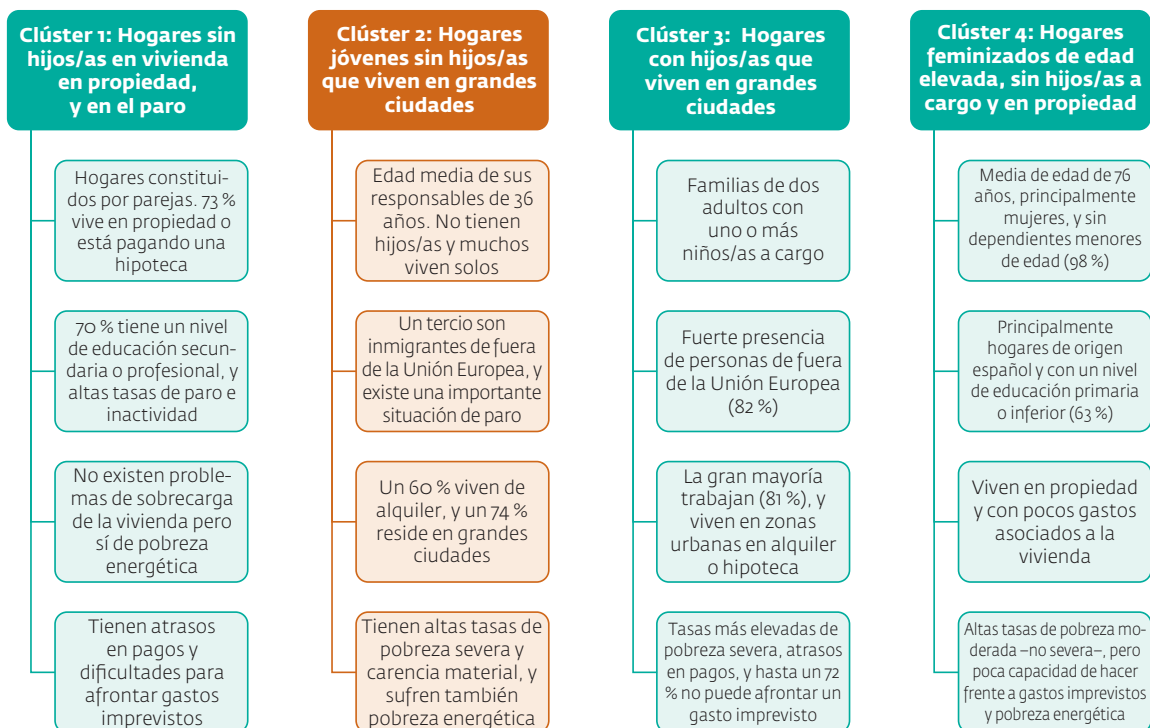 Clúster 1: Hogares sin
hijos/as en vivienda
en propiedad,
y en el paro
Hogares constitui-
dos por parejas. 73 %
vive en propiedad o
está pagando una
hipoteca
70 % tiene un nivel
de educación secun-
daria o profesional, y
altas tasas de paro e
inactividad
No existen proble-
mas de sobrecarga
de la vivienda pero
sí de pobreza
energética
Tienen atrasos
en pagos y
dificultades para
afrontar gastos
imprevistos
Clúster 2: Hogares
jóvenes sin hijos/as
que viven en grandes
ciudades
Edad media de sus
responsables de 36
años. No tienen
hijos/as y muchos
viven solos
Un tercio son
inmigrantes de fuera
de la Unión Europea, y
existe una importante
situación de paro
Un 60 % viven de
alquiler, y un 74 %
reside en grandes
ciudades
Tienen altas tasas de
pobreza severa y
carencia material, y
sufren también
pobreza energética
Clúster 3: Hogares
con hijos/as que
viven en grandes
ciudades
Familias de dos
adultos con
uno o más
niños/as a cargo
Fuerte presencia
de personas de fuera
de la Unión Europea
(82 %)
La gran mayoría
trabajan (81 %), y
viven en zonas
urbanas en alquiler
o hipoteca
Tasas más elevadas de
pobreza severa, atrasos
en pagos, y hasta un 72
% no puede afrontar un
gasto imprevisto
Clúster 4: Hogares
feminizados de edad
elevada, sin hijos/as a
cargo y en propiedad
Media de edad de 76
años, principalmente
mujeres, y sin
dependientes menores
de edad (98 %)
Principalmente
hogares de origen
español y con un nivel
de educación primaria
o inferior (63 %)
Viven en propiedad
y con pocos gastos
asociados a la
vivienda
Altas tasas de pobreza mo-
derada –no severa–, pero
poca capacidad de hacer
frente a gastos imprevistos
y pobreza energética